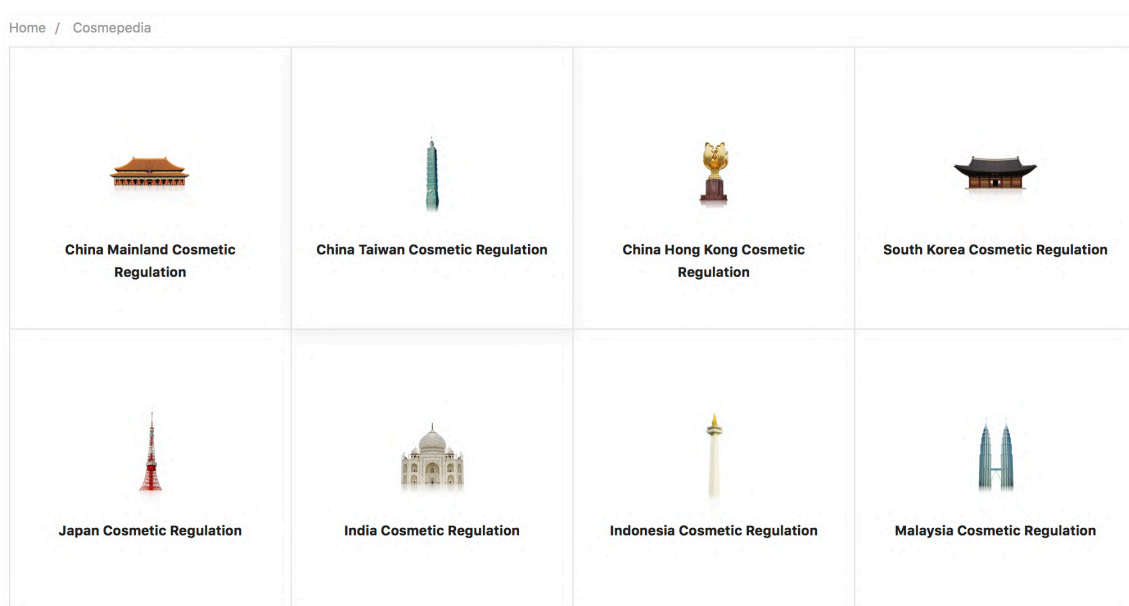 Home / Cosmepedia
China Mainland Cosmetic
Regulation
China Taiwan Cosmetic Regulation
China Hong Kong Cosmetic
Regulation
South Korea Cosmetic Regulation
Japan Cosmetic Regulation
India Cosmetic Regulation
Indonesia Cosmetic Regulation
Malaysia Cosmetic Regulation